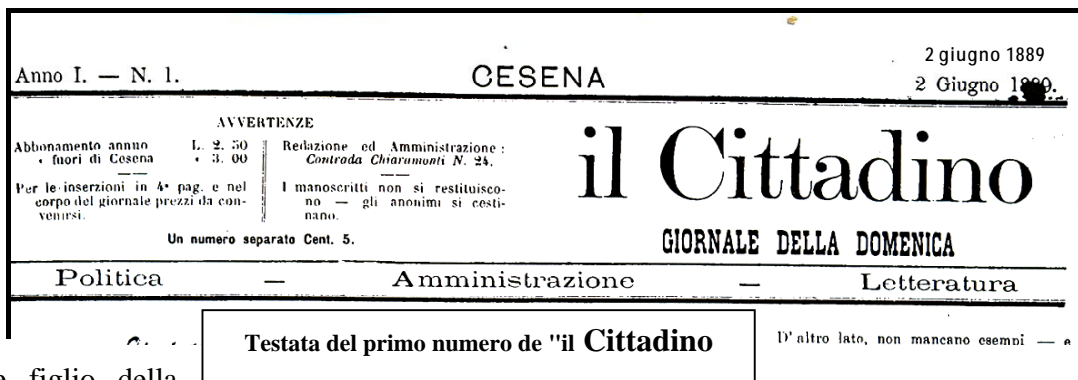 2 giugno 1889
Anno I. — N. 1.
CESENA
2 Giugno
AVVERTENZE
Abbonamento annuo L. 2. 50
« fuori di Cesena « 3. 00
Per le inserzioni in 4ª pag. e nel
corpo del giornale prezzi da con-
venirsi.
Redazione ed Amministrazione:
Contrada Chiaramonti N. 24.
I manoscritti non si restituisco-
no — gli anonimi si cesti-
nano.
Un numero separato Cent. 5.
il Cittadino
GIORNALE DELLA DOMENICA
Politica — Amministrazione — Letteratura
Testata del primo numero de "il Cittadino
D'altro lato, non mancano esempi — e
figlio della